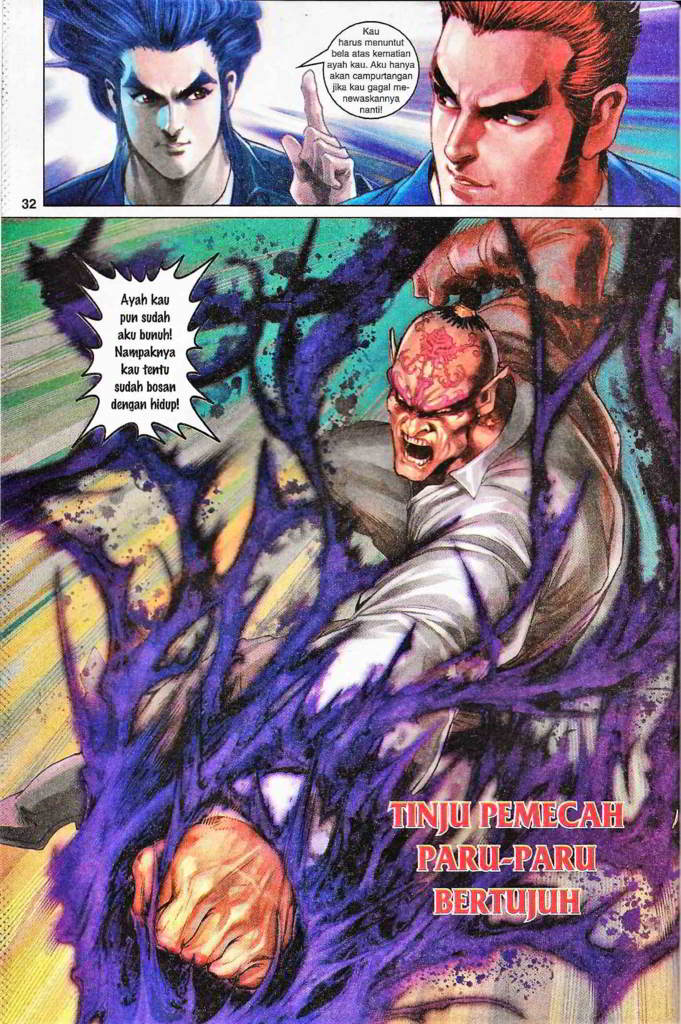 Kau
harus menuntut
bela atas kematian
ayah kau. Aku hanya
akan campurtangan
jika kau gagal me-
newaskannya
nanti!
32
Ayah kau
pun sudah
aku bunuh!
Nampaknya
kau tentu
sudah bosan
dengan hidup!
TINJU PEMECAH
PARU-PARU
BERTUJUH